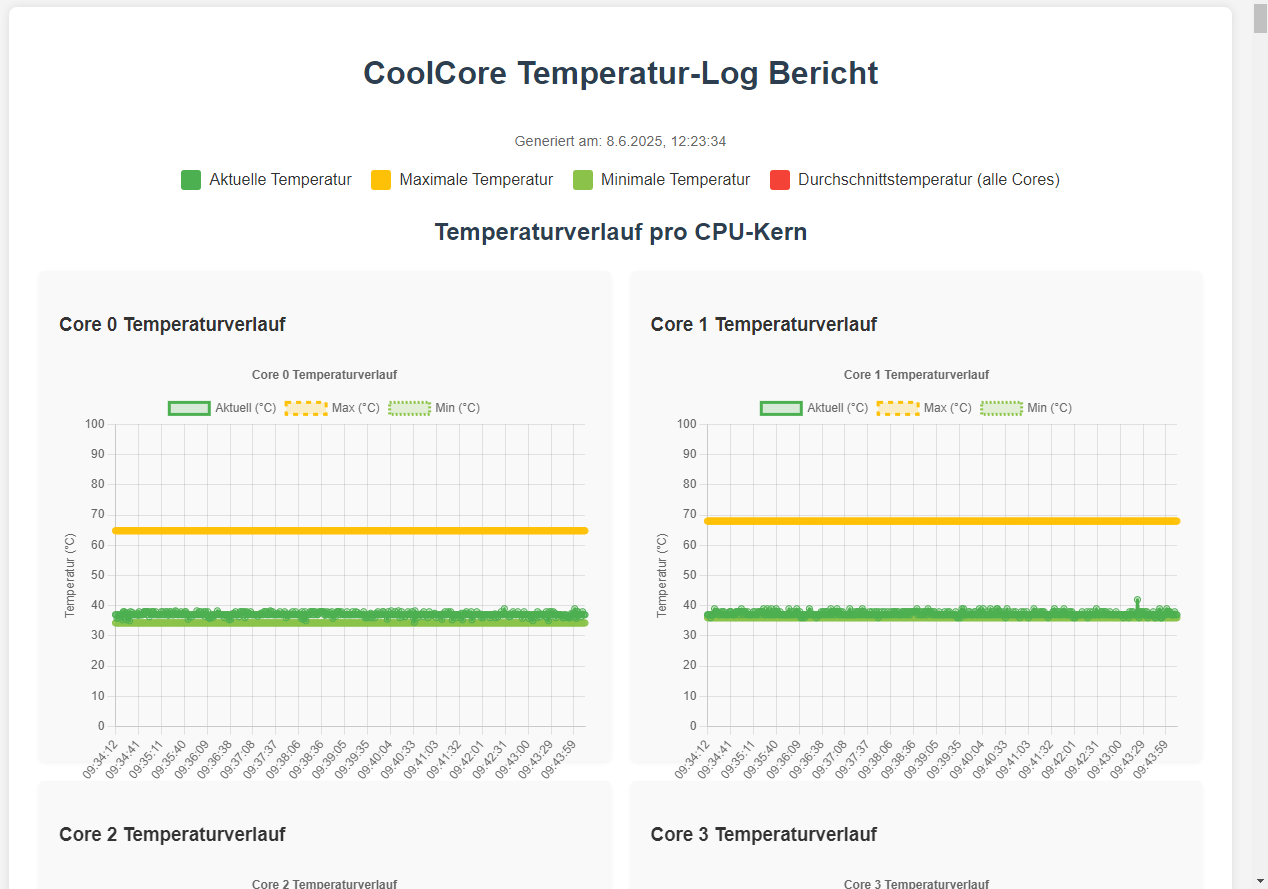 CoolCore Temperatur-Log Bericht
Generiert am: 8.6.2025, 12:23:34
Aktuelle Temperatur Maximale Temperatur Minimale Temperatur Durchschnittstemperatur (alle Cores)
Temperaturverlauf pro CPU-Kern
Core 0 Temperaturverlauf
Core 0 Temperaturverlauf
Aktuell (°C) Max (°C) Min (°C)
100
90
80
70
60
50
40
30
20
10
0
Temperatur (°C)
09:34:12 09:34:41 09:35:11 09:35:40 09:36:09 09:36:38 09:37:08 09:37:37 09:38:06 09:38:36 09:39:05 09:39:35 09:40:04 09:40:33 09:41:03 09:41:32 09:42:01 09:42:31 09:43:00 09:43:29 09:43:59
Core 1 Temperaturverlauf
Core 1 Temperaturverlauf
Aktuell (°C) Max (°C) Min (°C)
100
90
80
70
60
50
40
30
20
10
0
Temperatur (°C)
09:34:12 09:34:41 09:35:11 09:35:40 09:36:09 09:36:38 09:37:08 09:37:37 09:38:06 09:38:36 09:39:05 09:39:35 09:40:04 09:40:33 09:41:03 09:41:32 09:42:01 09:42:31 09:43:00 09:43:29 09:43:59
Core 2 Temperaturverlauf
Core 2 Temperaturverlauf
Core 3 Temperaturverlauf
Core 3 Temperaturverlauf